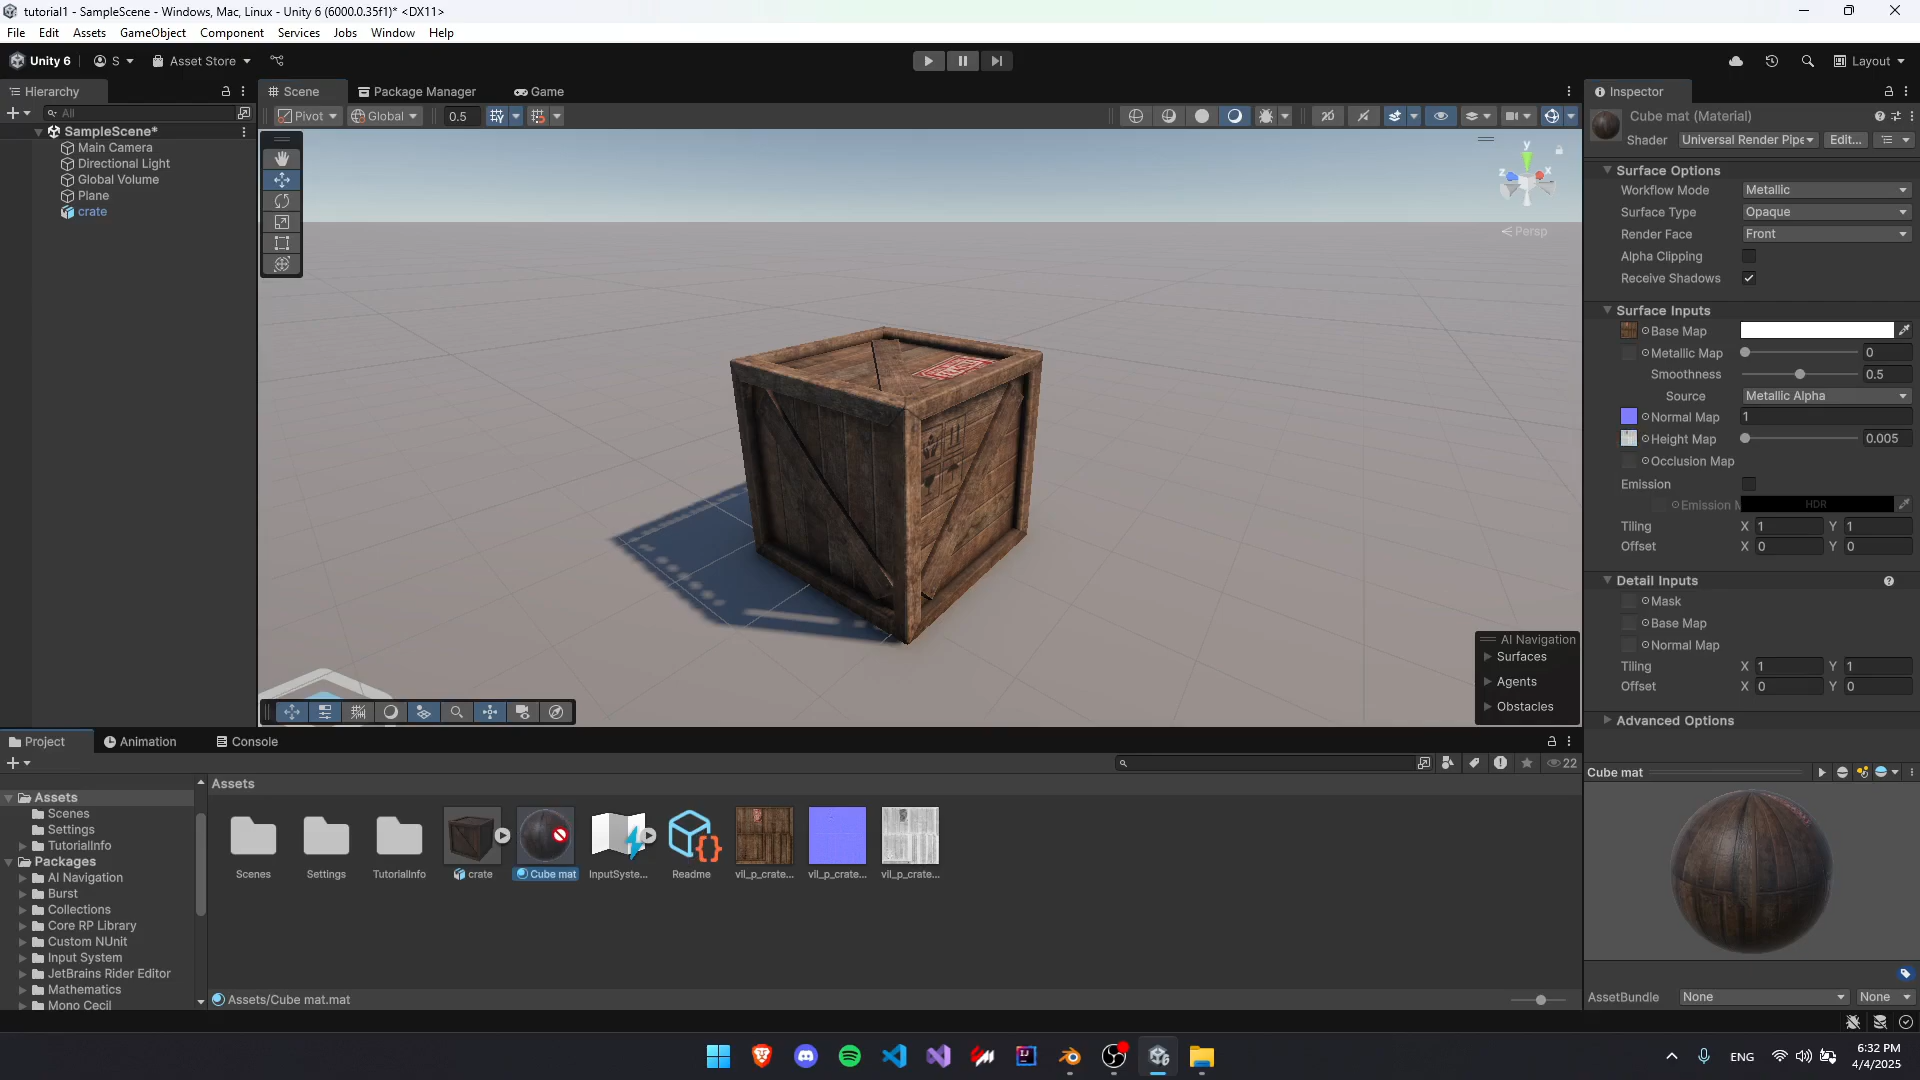 tutorial1 - SampleScene - Windows, Mac, Linux - Unity 6 (6000.0.35f1)* <DX11>
File Edit Assets GameObject Component Services Jobs Window Help
Unity 6 S Asset Store Layout
Hierarchy
All
SampleScene*
Main Camera
Directional Light
Global Volume
Plane
crate
Scene Package Manager Game
Pivot Global 0.5 2D
y
z x
Persp
AI Navigation
Surfaces
Agents
Obstacles
Inspector
Cube mat (Material)
Shader Universal Render Pipe Edit...
Surface Options
Workflow Mode Metallic
Surface Type Opaque
Render Face Front
Alpha Clipping
Receive Shadows
Surface Inputs
Base Map
Metallic Map 0
Smoothness 0.5
Source Metallic Alpha
Normal Map 1
Height Map 0.005
Occlusion Map
Emission
Emission M HDR
Tiling X 1 Y 1
Offset X 0 Y 0
Detail Inputs
Mask
Base Map
Normal Map
Tiling X 1 Y 1
Offset X 0 Y 0
Advanced Options
Cube mat
AssetBundle None None
Project Animation Console
22
Assets
Scenes
Settings
TutorialInfo
Packages
AI Navigation
Burst
Collections
Core RP Library
Custom NUnit
Input System
JetBrains Rider Editor
Mathematics
Mono Cecil
Assets
Scenes Settings TutorialInfo crate Cube mat InputSyste... Readme vil_p_crate... vil_p_crate... vil_p_crate...
Assets/Cube mat.mat
ENG
6:32 PM
4/4/2025